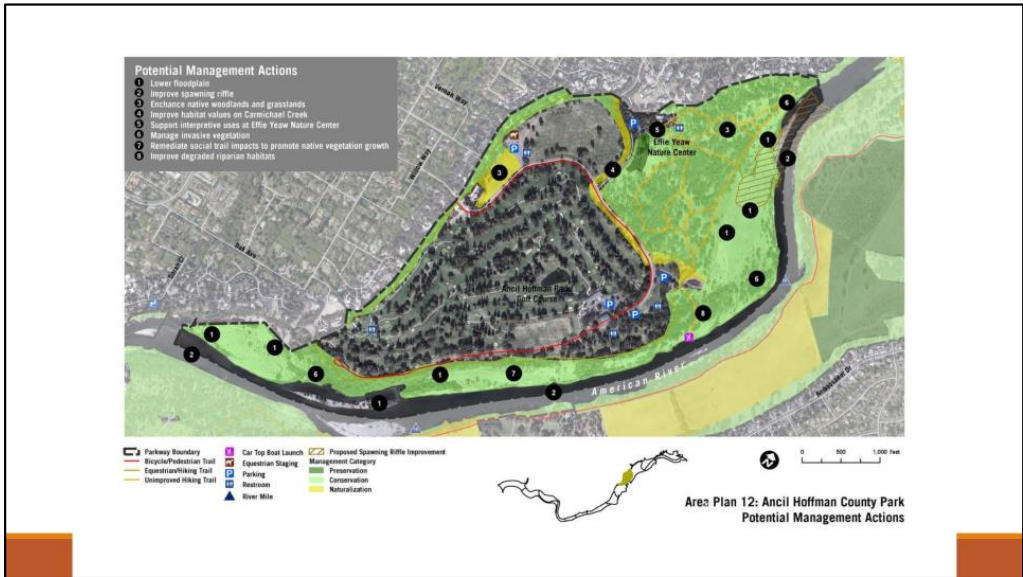 Potential Management Actions
1 Lower floodplain
2 Improve spawning riffle
3 Enchance native woodlands and grasslands
4 Improve habitat values on Carmichael Creek
5 Support interpretive uses at Effie Yeaw Nature Center
6 Manage invasive vegetation
7 Remediate social trail impacts to promote native vegetation growth
8 Improve degraded riparian habitats
Effie Yeaw
Nature Center
Oak Ave
Ancil Hoffman Park
Golf Course
American River
Ambassador Dr
Parkway Boundary
Bicycle/Pedestrian Trail
Equestrian/Hiking Trail
Unimproved Hiking Trail
Car Top Boat Launch
Equestrian Staging
P Parking
Restroom
River Mile
Proposed Spawning Riffle Improvement
Management Category
Preservation
Conservation
Naturalization
0 500 1,000 feet
Area Plan 12: Ancil Hoffman County Park
Potential Management Actions